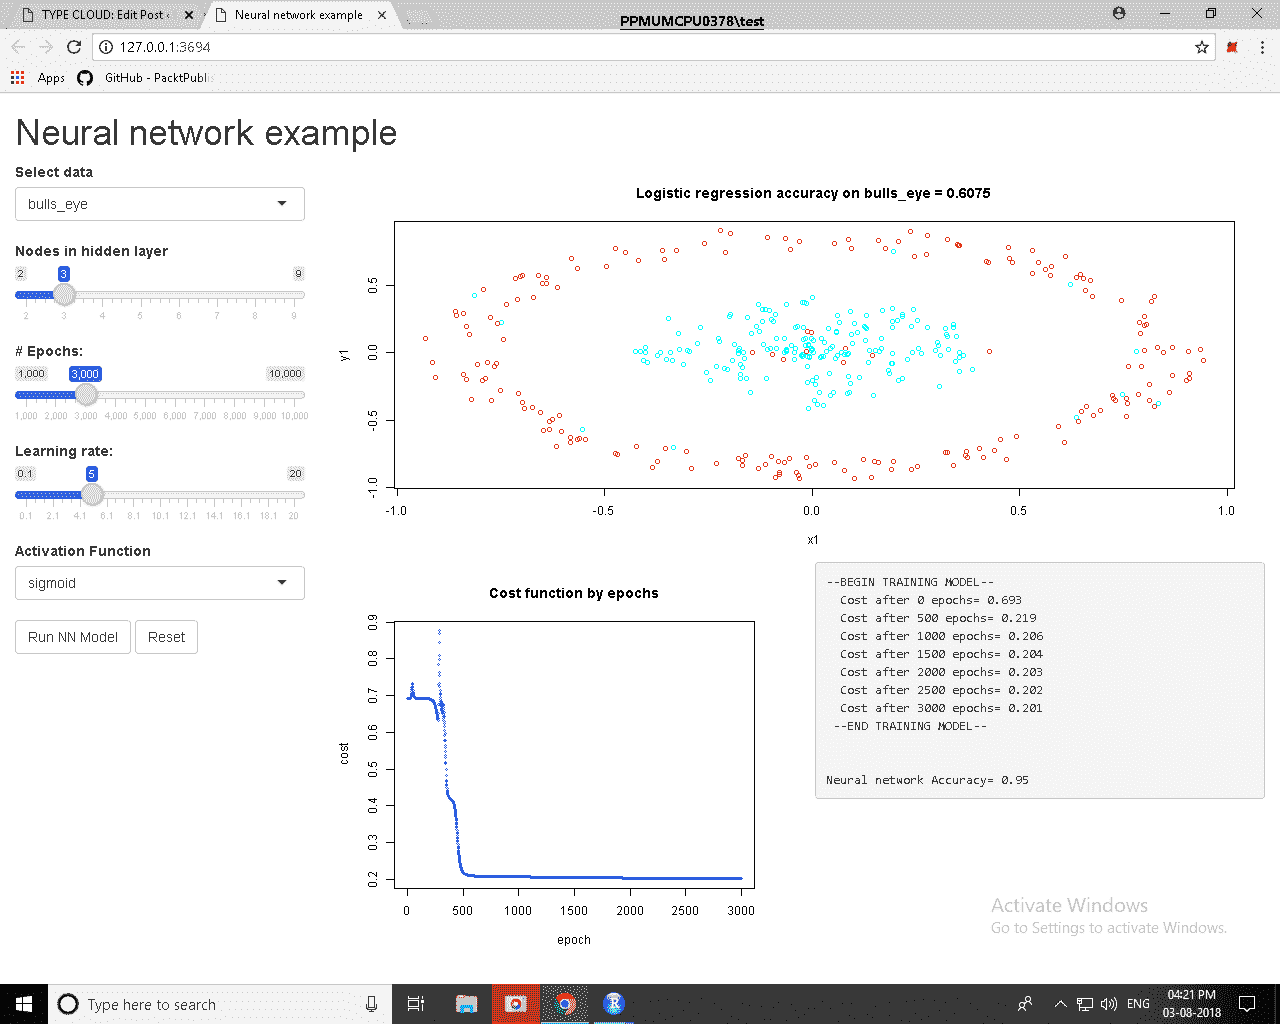 TYPE CLOUD: Edit Post
Neural network example
PPMUMCPU0378\test
127.0.0.1:3694
Apps
GitHub - PacktPublis
Neural network example
Select data
bulls_eye
Nodes in hidden layer
2 3 9
2 3 4 5 6 7 8 9
# Epochs:
1,000 3,000 10,000
1,000 2,000 3,000 4,000 5,000 6,000 7,000 8,000 9,000 10,000
Learning rate:
0.1 5 20
0.1 2.1 4.1 6.1 8.1 10.1 12.1 14.1 16.1 18.1 20
Activation Function
sigmoid
Run NN Model Reset
Logistic regression accuracy on bulls_eye = 0.6075
y1
0.5
0.0
-0.5
-1.0
-1.0 -0.5 0.0 0.5 1.0
x1
Cost function by epochs
cost
0.9
0.8
0.7
0.6
0.5
0.4
0.3
0.2
0 500 1000 1500 2000 2500 3000
epoch
--BEGIN TRAINING MODEL--
Cost after 0 epochs= 0.693
Cost after 500 epochs= 0.219
Cost after 1000 epochs= 0.206
Cost after 1500 epochs= 0.204
Cost after 2000 epochs= 0.203
Cost after 2500 epochs= 0.202
Cost after 3000 epochs= 0.201
--END TRAINING MODEL--
Neural network Accuracy= 0.95
Activate Windows
Go to Settings to activate Windows.
Type here to search
ENG
04:21 PM
03-08-2018